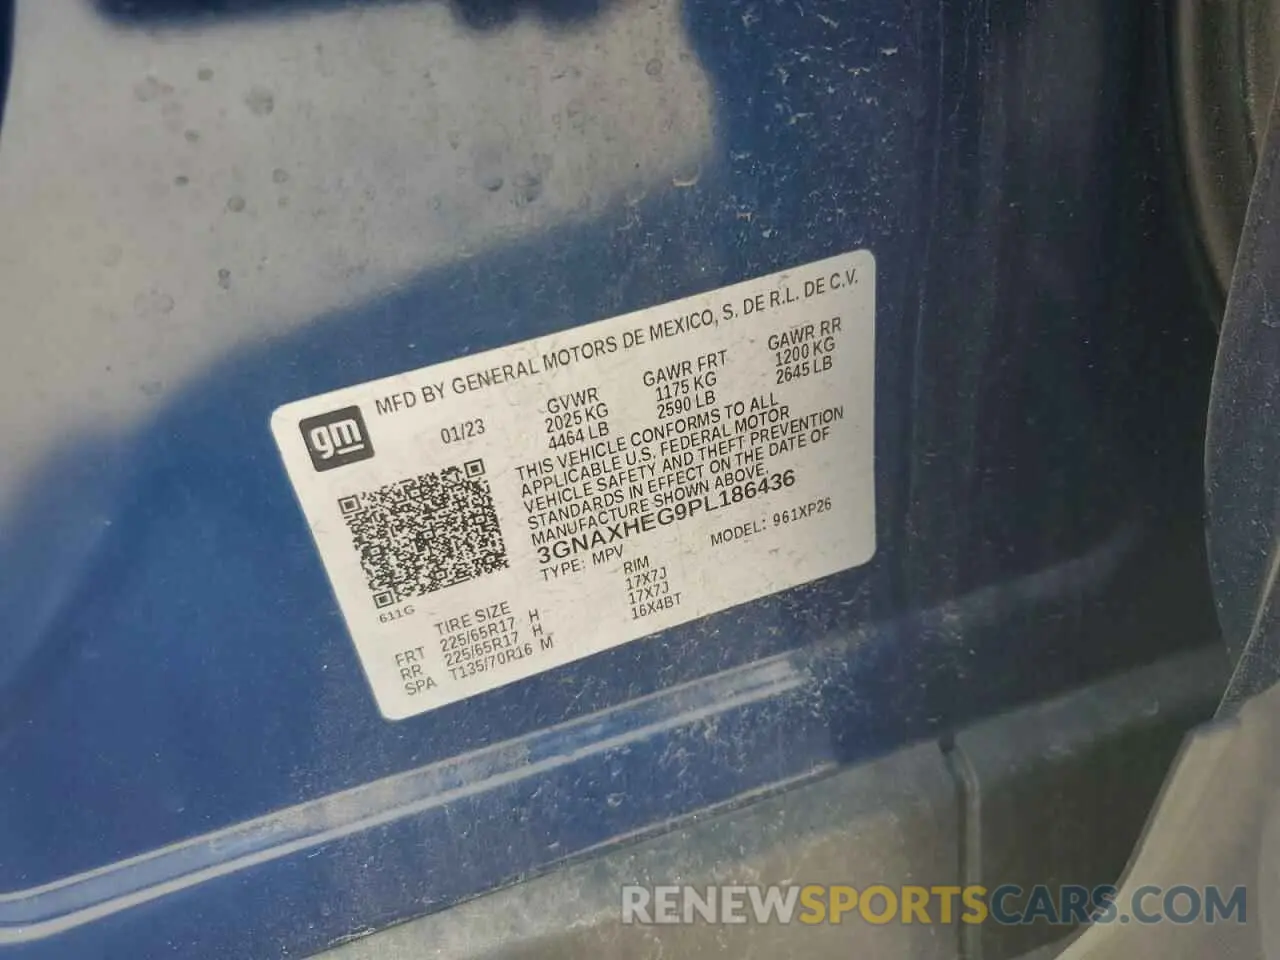 gm
MFD BY GENERAL MOTORS DE MEXICO, S. DE R.L. DE C.V.
01/23
GVWR
2025 KG
4464 LB
GAWR FRT
1175 KG
2590 LB
GAWR RR
1200 KG
2645 LB
THIS VEHICLE CONFORMS TO ALL
APPLICABLE U.S. FEDERAL MOTOR
VEHICLE SAFETY AND THEFT PREVENTION
STANDARDS IN EFFECT ON THE DATE OF
MANUFACTURE SHOWN ABOVE.
3GNAXHEG9PL186436
TYPE: MPV
MODEL: 961XP26
611G
TIRE SIZE RIM
FRT 225/65R17 H 17X7J
RR 225/65R17 H 17X7J
SPA T135/70R16 M 16X4BT
RENEWSPORTSCARS.COM